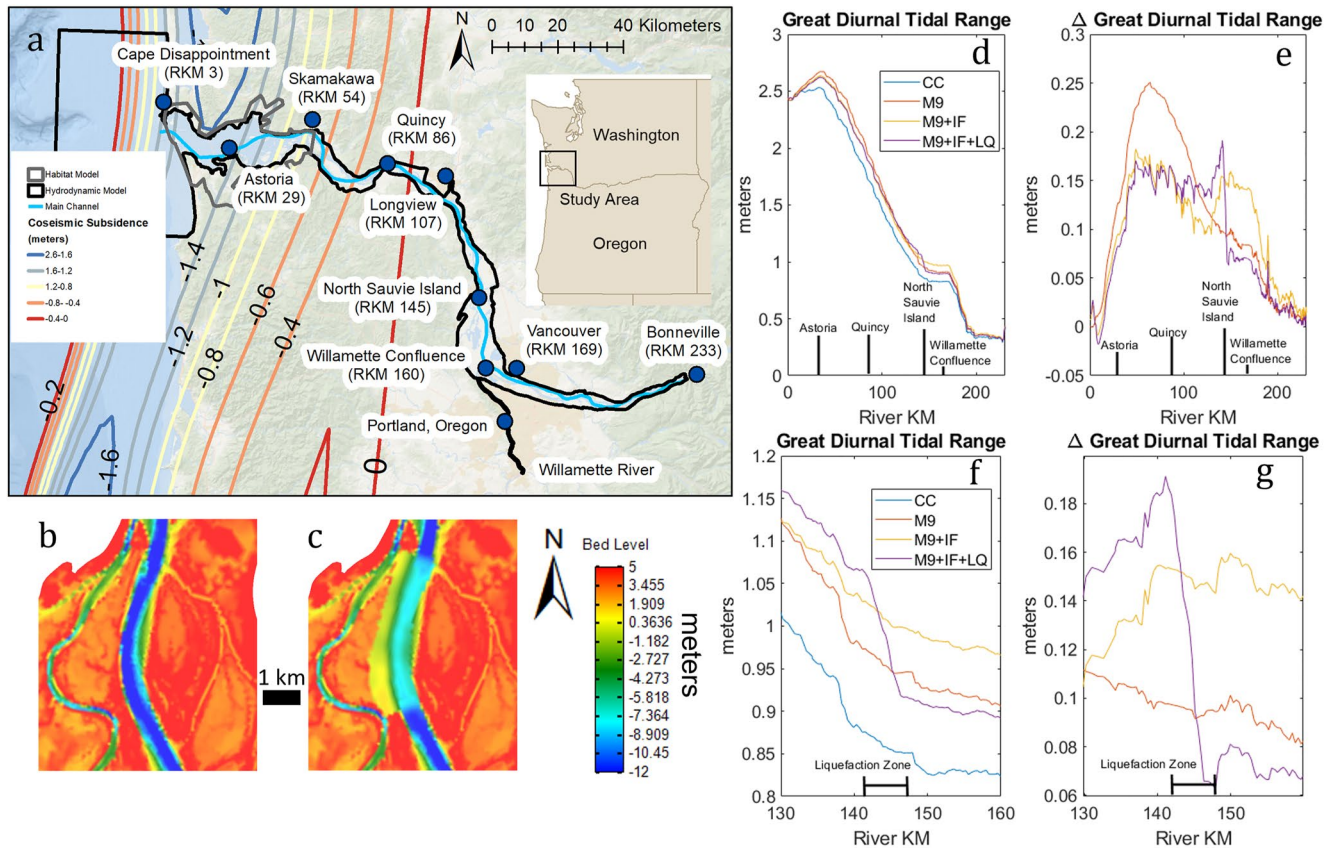 a
N
0
20
40 Kilometers
Cape Disappointment
(RKM 3)
Skamakawa
(RKM 54)
Quincy
(RKM 86)
Astoria
(RKM 29)
Longview
(RKM 107)
North Sauvie Island
(RKM 145)
Willamette Confluence
(RKM 160)
Vancouver
(RKM 169)
Bonneville
(RKM 233)
Portland, Oregon
Willamette River
Washington
Study Area
Oregon
Habitat Model
Hydrodynamic Model
Main Channel
Coseismic Subsidence
(meters)
2.6-1.6
1.6-1.2
1.2-0.8
0.8- -0.4
-0.4-0
-0.2
-1.6
-1.4
-1.2
-1
-0.8
-0.6
-0.4
0
b
c
1 km
N
Bed Level
5
3.455
1.909
0.3636
-1.182
-2.727
-4.273
-5.818
-7.364
-8.909
-10.45
-12
meters
Great Diurnal Tidal Range
d
3
2.5
2
1.5
1
0.5
0
meters
CC
M9
M9+IF
M9+IF+LQ
Astoria
Quincy
North
Sauvie
Island
Willamette
Confluence
0
50
100
150
200
River KM
Δ Great Diurnal Tidal Range
e
0.3
0.25
0.2
0.15
0.1
0.05
0
-0.05
meters
Astoria
Quincy
North
Sauvie
Island
Willamette
Confluence
0
100
200
River KM
Great Diurnal Tidal Range
f
1.2
1.15
1.1
1.05
1
0.95
0.9
0.85
0.8
meters
CC
M9
M9+IF
M9+IF+LQ
Liquefaction Zone
130
140
150
160
River KM
Δ Great Diurnal Tidal Range
g
0.18
0.16
0.14
0.12
0.1
0.08
0.06
meters
Liquefaction Zone
130
140
150
River KM